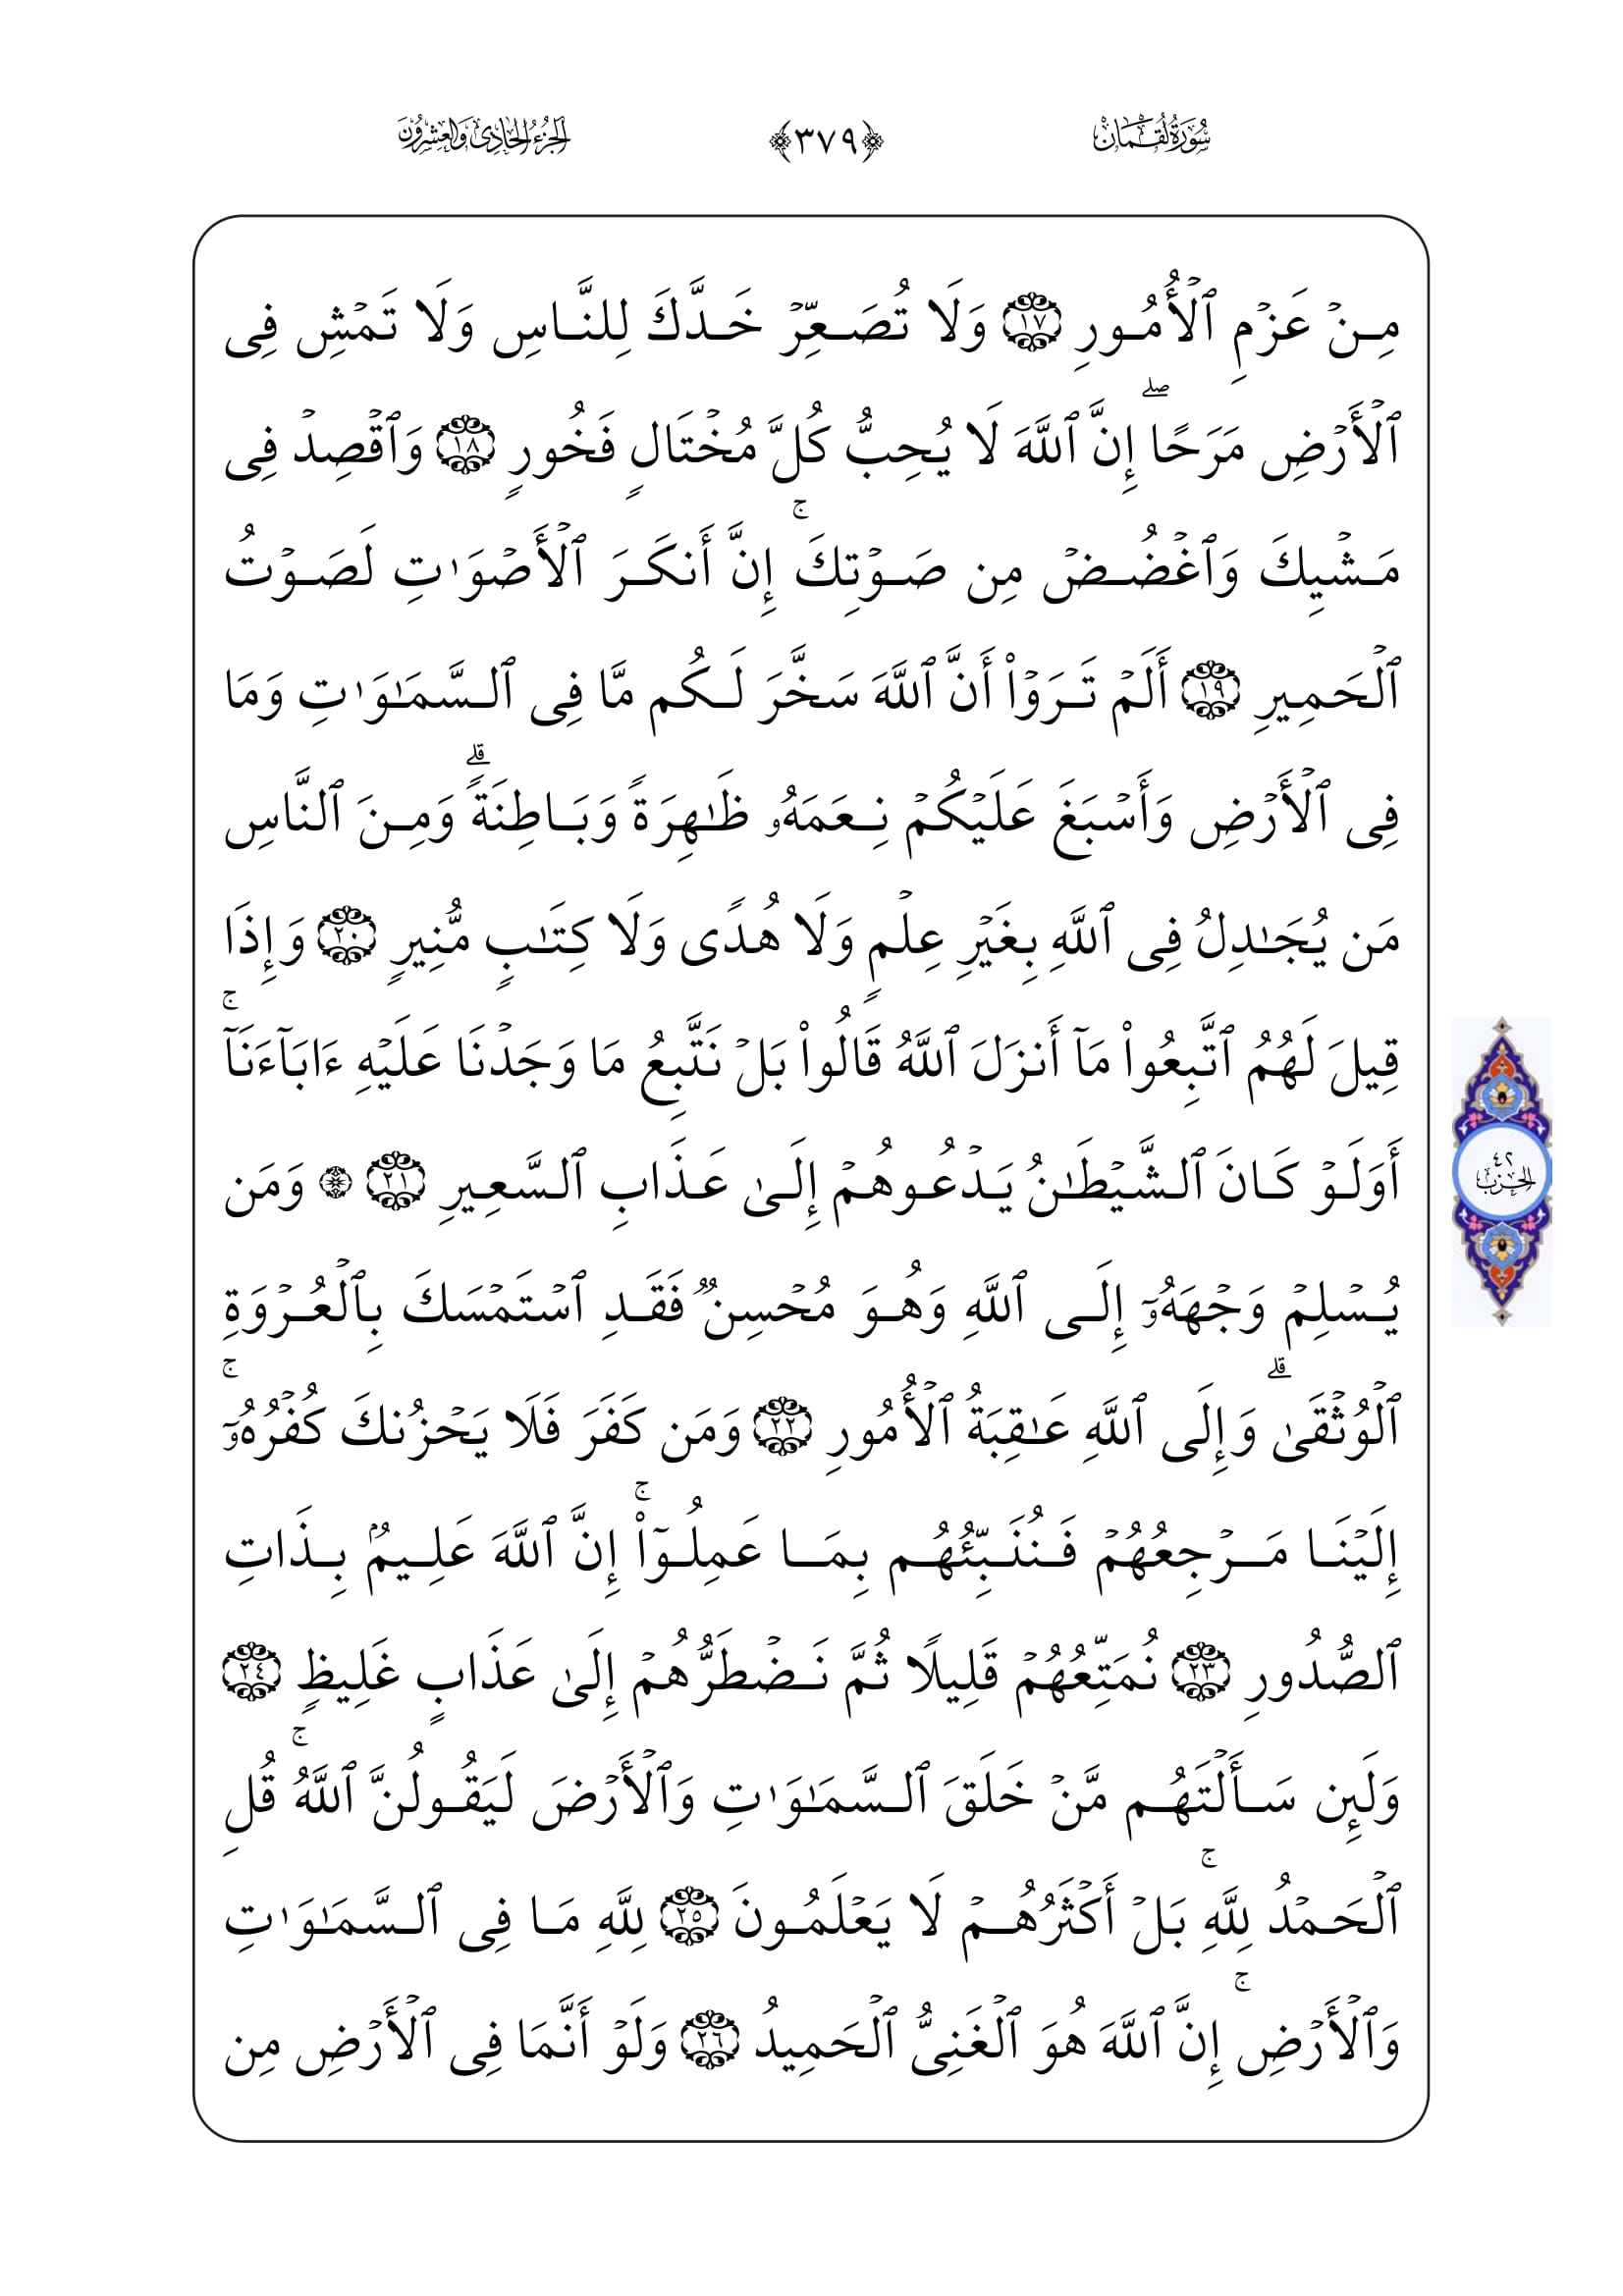 سُورَةُ لُقْمَان
﴿٣٧٩﴾
الجُزْءُ الحَادِي وَالعِشْرُونَ
مِنۡ عَزۡمِ ٱلۡأُمُورِ ١٧ وَلَا تُصَعِّرۡ خَدَّكَ لِلنَّاسِ وَلَا تَمۡشِ فِى
ٱلۡأَرۡضِ مَرَحًاۖ إِنَّ ٱللَّهَ لَا يُحِبُّ كُلَّ مُخۡتَالٍ فَخُورٍ ١٨ وَٱقۡصِدۡ فِى
مَشۡيِكَ وَٱغۡضُضۡ مِن صَوۡتِكَۚ إِنَّ أَنكَرَ ٱلۡأَصۡوَٰتِ لَصَوۡتُ
ٱلۡحَمِيرِ ١٩ أَلَمۡ تَرَوۡاْ أَنَّ ٱللَّهَ سَخَّرَ لَكُم مَّا فِى ٱلسَّمَٰوَٰتِ وَمَا
فِى ٱلۡأَرۡضِ وَأَسۡبَغَ عَلَيۡكُمۡ نِعَمَهُۥ ظَٰهِرَةً وَبَاطِنَةًۗ وَمِنَ ٱلنَّاسِ
مَن يُجَٰدِلُ فِى ٱللَّهِ بِغَيۡرِ عِلۡمٍ وَلَا هُدًى وَلَا كِتَٰبٍ مُّنِيرٍ ٢٠ وَإِذَا
قِيلَ لَهُمُ ٱتَّبِعُواْ مَآ أَنزَلَ ٱللَّهُ قَالُواْ بَلۡ نَتَّبِعُ مَا وَجَدۡنَا عَلَيۡهِ ءَابَآءَنَآۚ
أَوَلَوۡ كَانَ ٱلشَّيۡطَٰنُ يَدۡعُوهُمۡ إِلَىٰ عَذَابِ ٱلسَّعِيرِ ٢١ ۞ وَمَن
يُسۡلِمۡ وَجۡهَهُۥٓ إِلَى ٱللَّهِ وَهُوَ مُحۡسِنٌ فَقَدِ ٱسۡتَمۡسَكَ بِٱلۡعُرۡوَةِ
ٱلۡوُثۡقَىٰۗ وَإِلَى ٱللَّهِ عَٰقِبَةُ ٱلۡأُمُورِ ٢٢ وَمَن كَفَرَ فَلَا يَحۡزُنكَ كُفۡرُهُۥٓۚ
إِلَيۡنَا مَرۡجِعُهُمۡ فَنُنَبِّئُهُم بِمَا عَمِلُوٓاْۚ إِنَّ ٱللَّهَ عَلِيمُۢ بِذَاتِ
ٱلصُّدُورِ ٢٣ نُمَتِّعُهُمۡ قَلِيلًا ثُمَّ نَضۡطَرُّهُمۡ إِلَىٰ عَذَابٍ غَلِيظٍ ٢٤
وَلَئِن سَأَلۡتَهُم مَّنۡ خَلَقَ ٱلسَّمَٰوَٰتِ وَٱلۡأَرۡضَ لَيَقُولُنَّ ٱللَّهُۚ قُلِ
ٱلۡحَمۡدُ لِلَّهِۚ بَلۡ أَكۡثَرُهُمۡ لَا يَعۡلَمُونَ ٢٥ لِلَّهِ مَا فِى ٱلسَّمَٰوَٰتِ
وَٱلۡأَرۡضِۚ إِنَّ ٱللَّهَ هُوَ ٱلۡغَنِىُّ ٱلۡحَمِيدُ ٢٦ وَلَوۡ أَنَّمَا فِى ٱلۡأَرۡضِ مِن
٤٢
الحزب